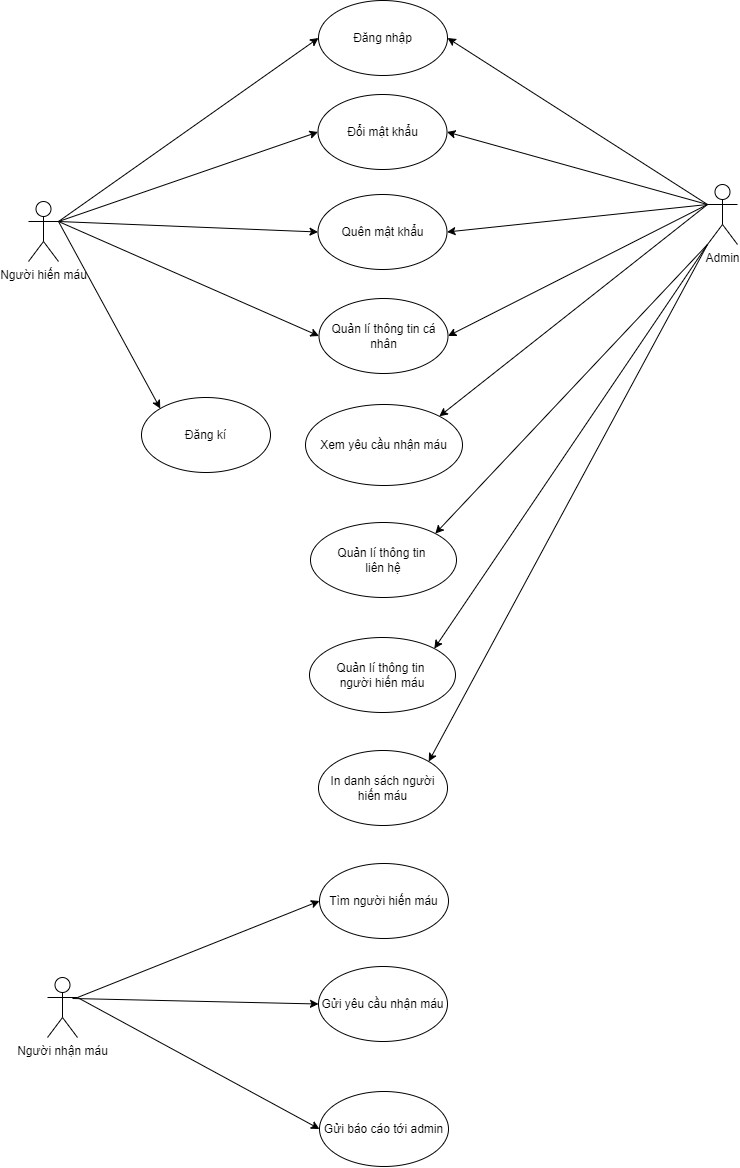 Đăng nhập
Đổi mật khẩu
Quên mật khẩu
Người hiến máu
Admin
Quản lí thông tin cá
nhân
Đăng kí
Xem yêu cầu nhận máu
Quản lí thông tin
liên hệ
Quản lí thông tin
người hiến máu
In danh sách người
hiến máu
Tìm người hiến máu
Gửi yêu cầu nhận máu
Người nhận máu
Gửi báo cáo tới admin